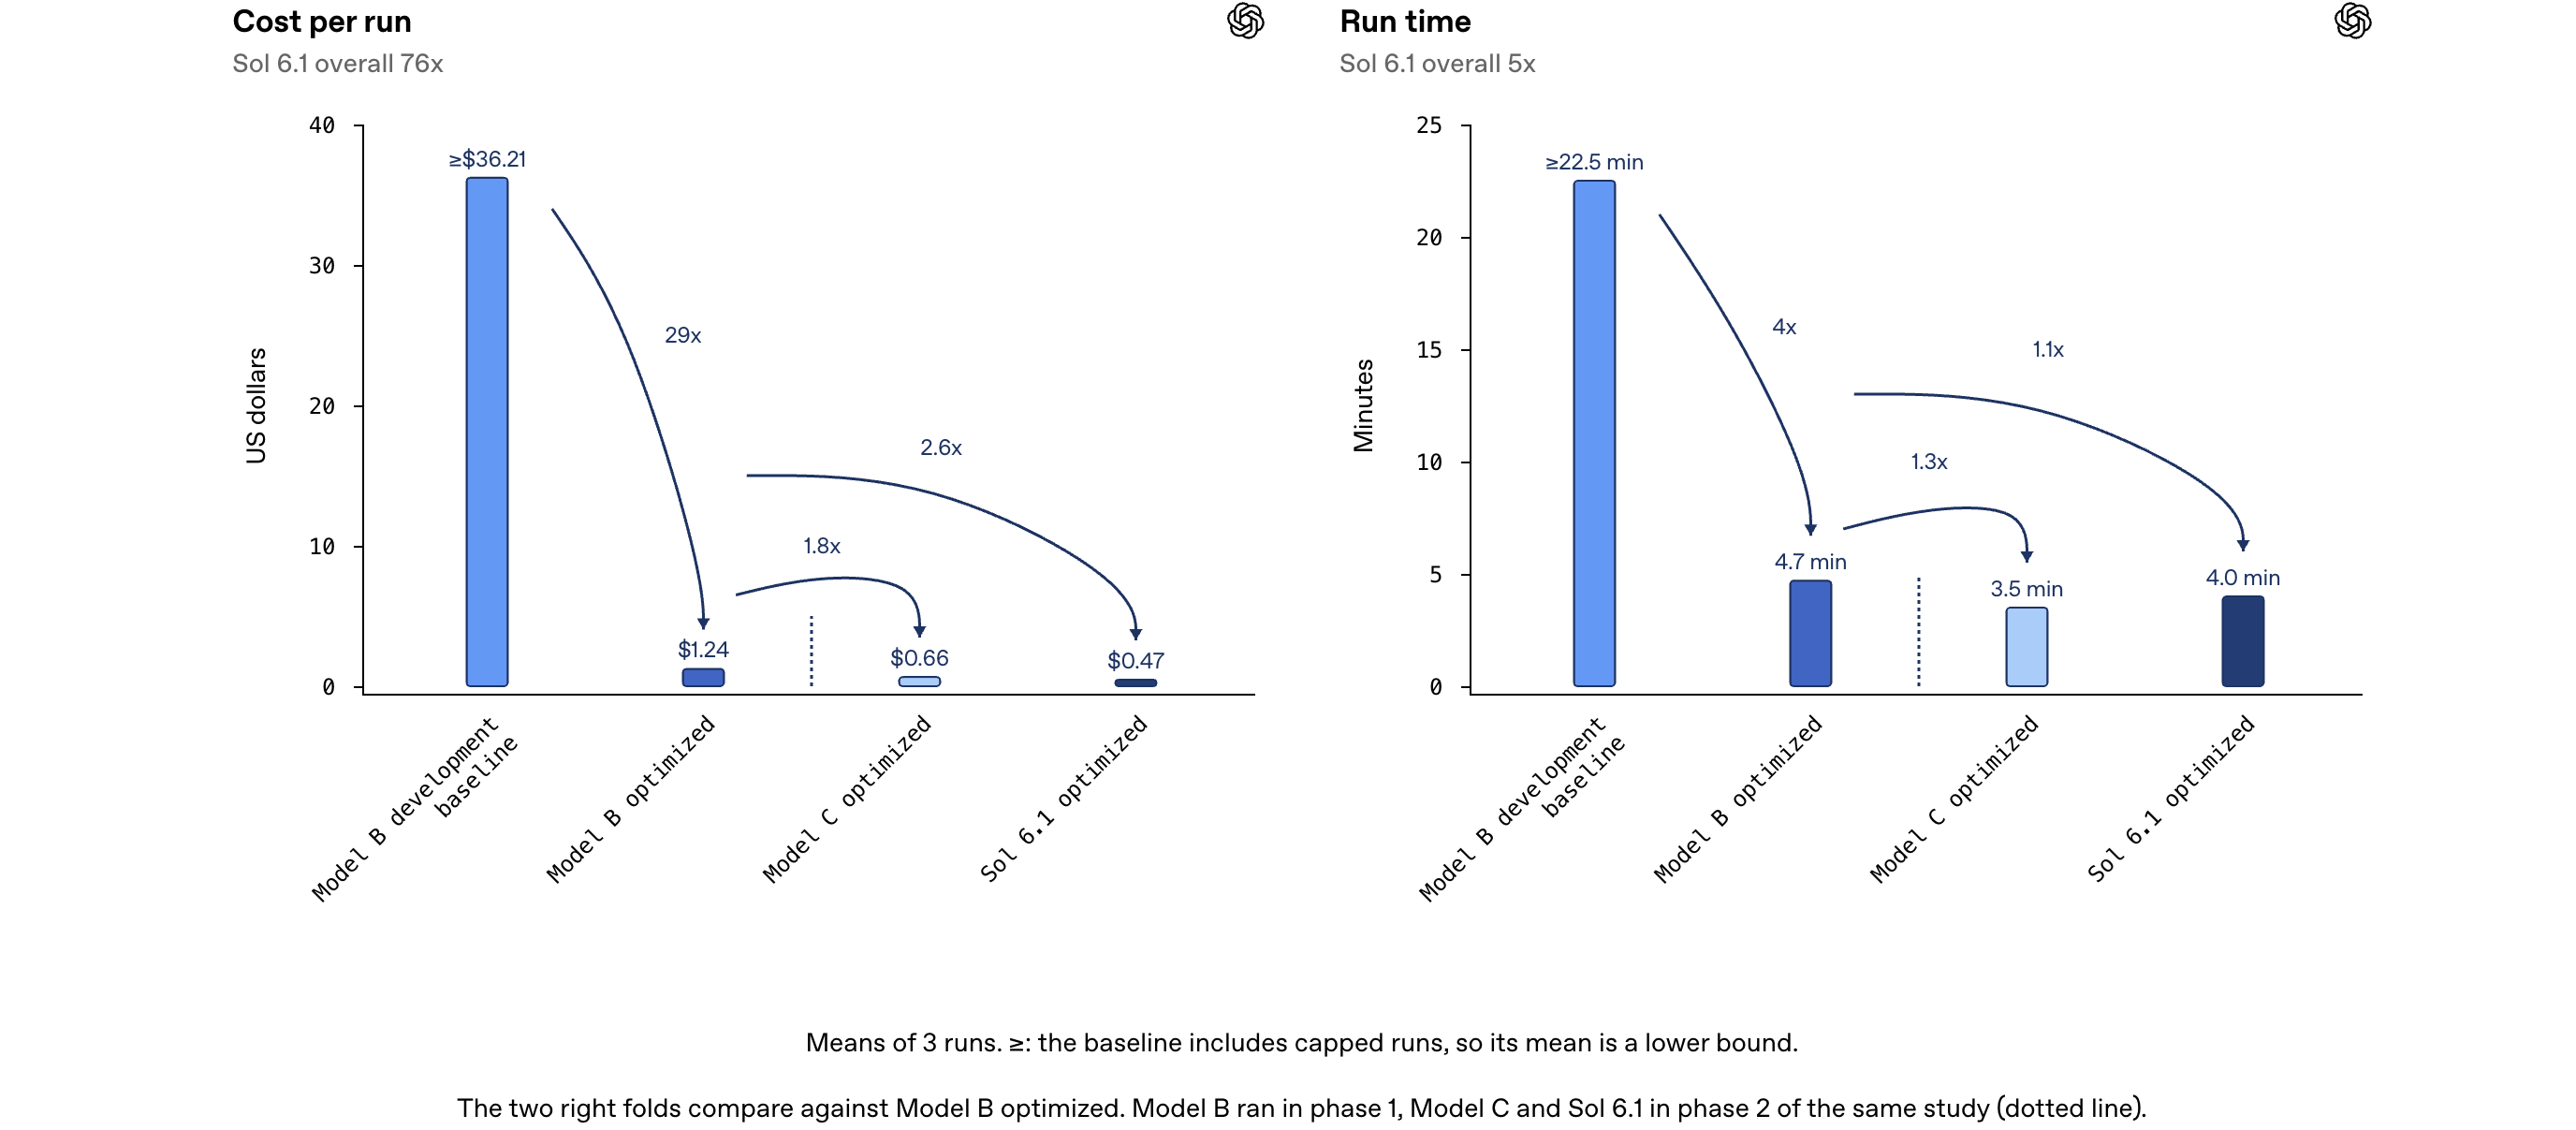 Cost per run
Sol 6.1 overall 76x
40
30
20
10
0
US dollars
≥$36.21
29x
2.6x
1.8x
$1.24
$0.66
$0.47
Model B development
baseline
Model B optimized
Model C optimized
Sol 6.1 optimized
Run time
Sol 6.1 overall 5x
25
20
15
10
5
0
Minutes
≥22.5 min
4x
1.1x
1.3x
4.7 min
3.5 min
4.0 min
Model B development
baseline
Model B optimized
Model C optimized
Sol 6.1 optimized
Means of 3 runs. ≥: the baseline includes capped runs, so its mean is a lower bound.
The two right folds compare against Model B optimized. Model B ran in phase 1, Model C and Sol 6.1 in phase 2 of the same study (dotted line).